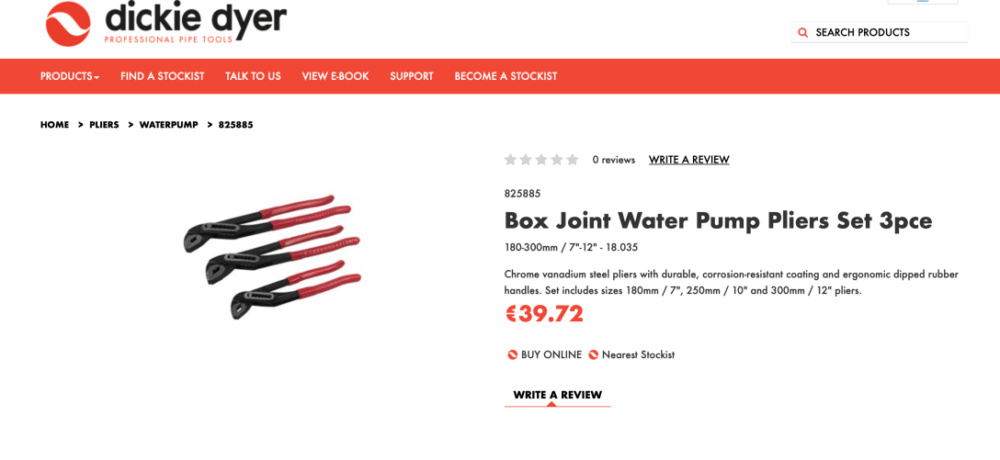 dickie dyer
PROFESSIONAL PIPE TOOLS
SEARCH PRODUCTS
PRODUCTS FIND A STOCKIST TALK TO US VIEW E-BOOK SUPPORT BECOME A STOCKIST
HOME > PLIERS > WATERPUMP > 825885
0 reviews WRITE A REVIEW
825885
Box Joint Water Pump Pliers Set 3pce
180-300mm / 7"-12" - 18.035
Chrome vanadium steel pliers with durable, corrosion-resistant coating and ergonomic dipped rubber
handles. Set includes sizes 180mm / 7", 250mm / 10" and 300mm / 12" pliers.
€39.72
BUY ONLINE Nearest Stockist
WRITE A REVIEW